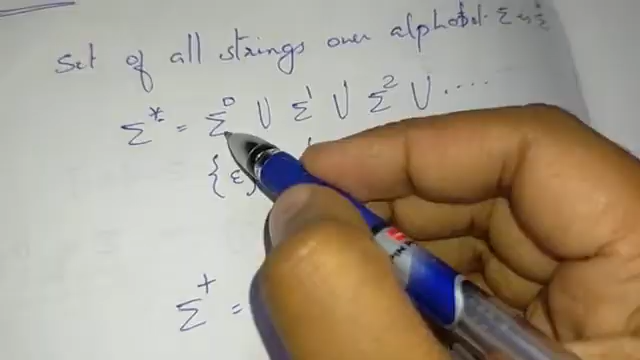 Set of all strings over alphabet Σ
Σ* = Σ⁰ ∪ Σ¹ ∪ Σ² ∪ ....
{ε}
Σ⁺ =